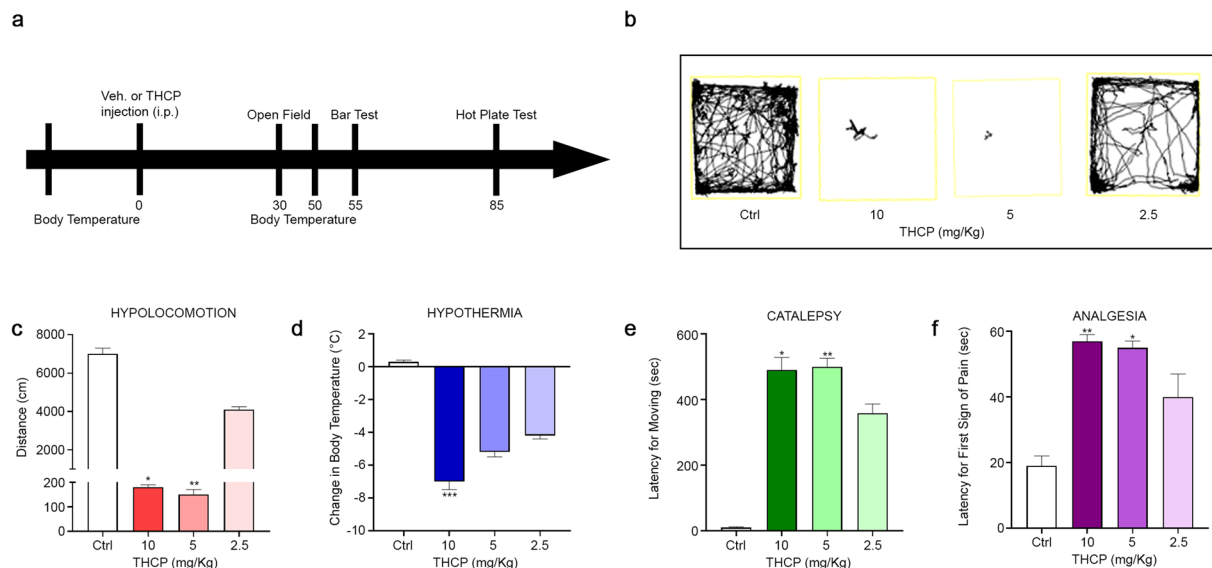 a
Veh. or THCP
injection (i.p.)
Open Field
Bar Test
Hot Plate Test
0
30
50
55
85
Body Temperature
Body Temperature
b
Ctrl
10
5
2.5
THCP (mg/Kg)
c
HYPOLOCOMOTION
Distance (cm)
8000
6000
4000
2000
200
100
0
*
**
Ctrl
10
5
2.5
THCP (mg/Kg)
d
HYPOTHERMIA
Change in Body Temperature (°C)
2
0
-2
-4
-6
-8
-10
***
Ctrl
10
5
2.5
THCP (mg/Kg)
e
CATALEPSY
Latency for Moving (sec)
600
400
200
0
*
**
Ctrl
10
5
2.5
THCP (mg/Kg)
f
ANALGESIA
Latency for First Sign of Pain (sec)
60
40
20
0
**
*
Ctrl
10
5
2.5
THCP (mg/Kg)